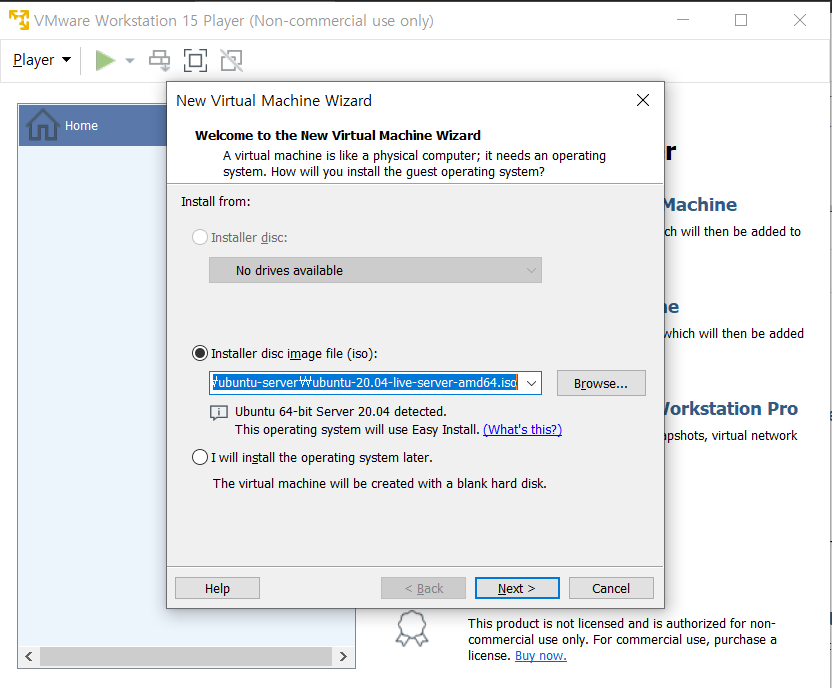 VMware Workstation 15 Player (Non-commercial use only)
Player
New Virtual Machine Wizard
Home
Welcome to the New Virtual Machine Wizard
A virtual machine is like a physical computer; it needs an operating
system. How will you install the guest operating system?
Install from:
Installer disc:
No drives available
Installer disc image file (iso):
₩ubuntu-server₩ubuntu-20.04-live-server-amd64.iso
Browse...
Ubuntu 64-bit Server 20.04 detected.
This operating system will use Easy Install. (What's this?)
I will install the operating system later.
The virtual machine will be created with a blank hard disk.
Help
< Back
Next >
Cancel
r
Machine
ch will then be added to
ne
which will then be added
Workstation Pro
apshots, virtual network
This product is not licensed and is authorized for non-
commercial use only. For commercial use, purchase a
license. Buy now.